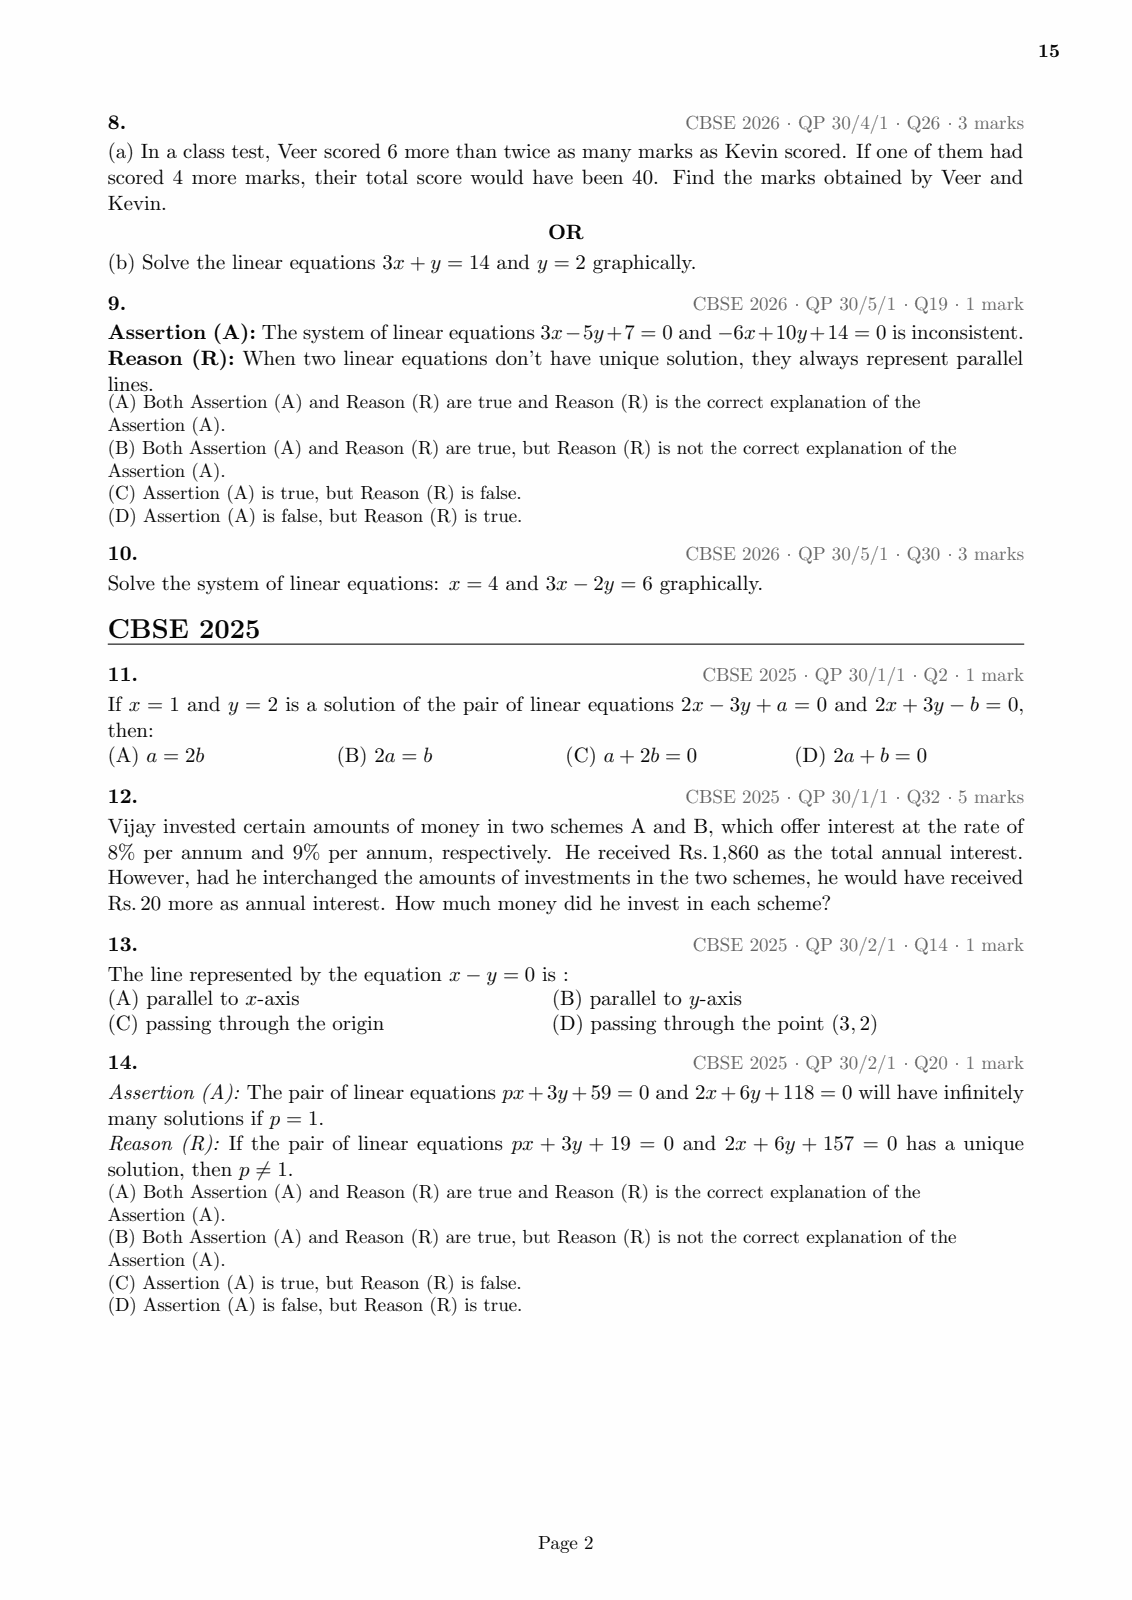 15
8. CBSE 2026 · QP 30/4/1 · Q26 · 3 marks
(a) In a class test, Veer scored 6 more than twice as many marks as Kevin scored. If one of them had
scored 4 more marks, their total score would have been 40. Find the marks obtained by Veer and
Kevin.
OR
(b) Solve the linear equations 3x + y = 14 and y = 2 graphically.
9. CBSE 2026 · QP 30/5/1 · Q19 · 1 mark
Assertion (A): The system of linear equations 3x−5y+7 = 0 and −6x+10y+14 = 0 is inconsistent.
Reason (R): When two linear equations don't have unique solution, they always represent parallel
lines.
(A) Both Assertion (A) and Reason (R) are true and Reason (R) is the correct explanation of the
Assertion (A).
(B) Both Assertion (A) and Reason (R) are true, but Reason (R) is not the correct explanation of the
Assertion (A).
(C) Assertion (A) is true, but Reason (R) is false.
(D) Assertion (A) is false, but Reason (R) is true.
10. CBSE 2026 · QP 30/5/1 · Q30 · 3 marks
Solve the system of linear equations: x = 4 and 3x − 2y = 6 graphically.
CBSE 2025
11. CBSE 2025 · QP 30/1/1 · Q2 · 1 mark
If x = 1 and y = 2 is a solution of the pair of linear equations 2x − 3y + a = 0 and 2x + 3y − b = 0,
then:
(A) a = 2b (B) 2a = b (C) a + 2b = 0 (D) 2a + b = 0
12. CBSE 2025 · QP 30/1/1 · Q32 · 5 marks
Vijay invested certain amounts of money in two schemes A and B, which offer interest at the rate of
8% per annum and 9% per annum, respectively. He received Rs. 1,860 as the total annual interest.
However, had he interchanged the amounts of investments in the two schemes, he would have received
Rs. 20 more as annual interest. How much money did he invest in each scheme?
13. CBSE 2025 · QP 30/2/1 · Q14 · 1 mark
The line represented by the equation x − y = 0 is :
(A) parallel to x-axis (B) parallel to y-axis
(C) passing through the origin (D) passing through the point (3, 2)
14. CBSE 2025 · QP 30/2/1 · Q20 · 1 mark
Assertion (A): The pair of linear equations px+3y+59 = 0 and 2x+6y+118 = 0 will have infinitely
many solutions if p = 1.
Reason (R): If the pair of linear equations px + 3y + 19 = 0 and 2x + 6y + 157 = 0 has a unique
solution, then p ≠ 1.
(A) Both Assertion (A) and Reason (R) are true and Reason (R) is the correct explanation of the
Assertion (A).
(B) Both Assertion (A) and Reason (R) are true, but Reason (R) is not the correct explanation of the
Assertion (A).
(C) Assertion (A) is true, but Reason (R) is false.
(D) Assertion (A) is false, but Reason (R) is true.
Page 2